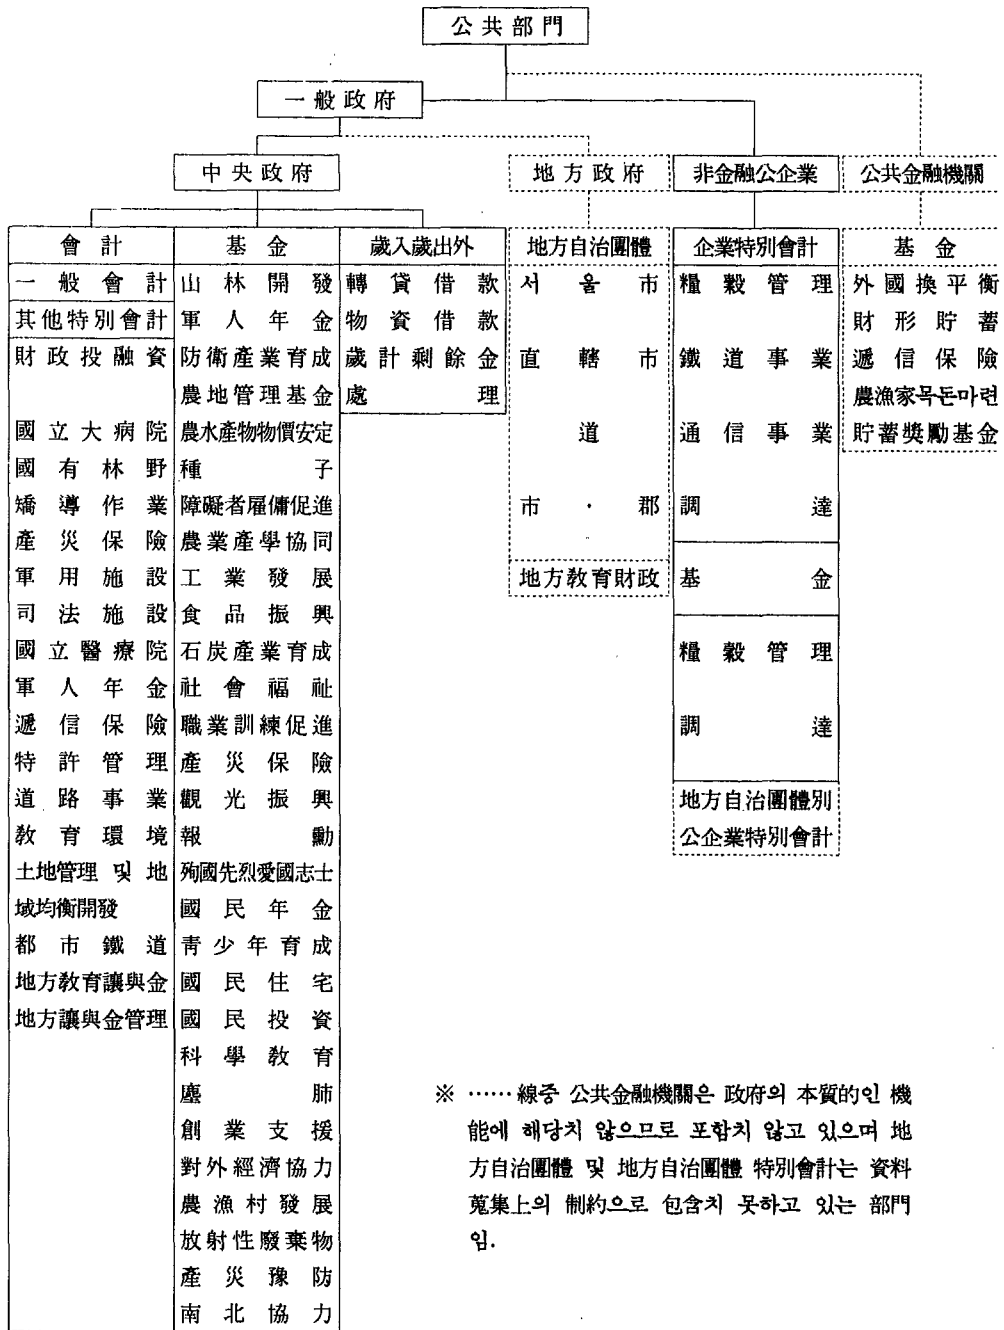 公共部門
一般政府
中央政府
地方政府
非金融公企業
公共金融機關
會計
一般會計
其他特別會計
財政投融資
國立大病院
國有林野
矯導作業
產災保險
軍用施設
司法施設
國立醫療院
軍人年金
遞信保險
特許管理
道路事業
教育環境
土地管理 및 地
域均衡開發
都市鐵道
地方教育讓與金
地方讓與金管理
基金
山林開發
軍人年金
防衛產業育成
農地管理基金
農水產物物價安定
種子
障礙者雇傭促進
農業產學協同
工業發展
食品振興
石炭產業育成
社會福祉
職業訓練促進
產災保險
觀光振興
報勳
殉國先烈愛國志士
國民年金
靑少年育成
國民住宅
國民投資
科學教育
塵肺
創業支援
對外經濟協力
農漁村發展
放射性廢棄物
產災豫防
南北協力
歲入歲出外
轉貸借款
物資借款
歲計剩餘金
處理
地方自治團體
서울市
直轄市
道
市·郡
地方教育財政
企業特別會計
糧穀管理
鐵道事業
通信事業
調達
基金
糧穀管理
調達
地方自治團體別
公企業特別會計
基金
外國換平衡
財形貯蓄
遞信保險
農漁家목돈마련
貯蓄獎勵基金
※ ⋯⋯線중 公共金融機關은 政府의 本質的인 機
能에 해당치 않으므로 포함치 않고 있으며 地
方自治團體 및 地方自治團體 特別會計는 資料
蒐集上의 制約으로 包含치 못하고 있는 部門
임.